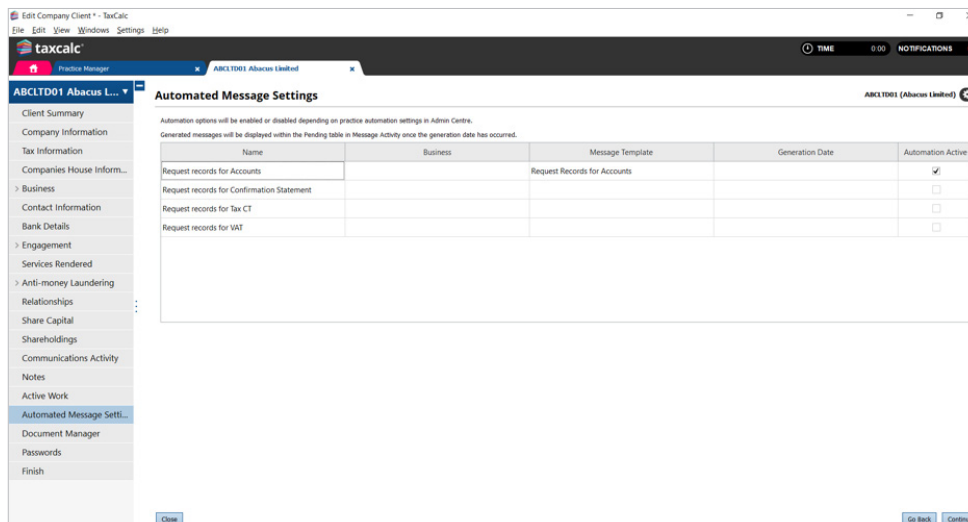 Edit Company Client * - TaxCalc
File Edit View Windows Settings Help
taxcalc
TIME 0:00 NOTIFICATIONS
Practice Manager x ABCLTD01 Abacus Limited x
ABCLTD01 Abacus L...
Client Summary
Company Information
Tax Information
Companies House Inform...
> Business
Contact Information
Bank Details
> Engagement
Services Rendered
> Anti-money Laundering
Relationships
Share Capital
Shareholdings
Communications Activity
Notes
Active Work
Automated Message Setti...
Document Manager
Passwords
Finish
Automated Message Settings
ABCLTD01 (Abacus Limited)
Automation options will be enabled or disabled depending on practice automation settings in Admin Centre.
Generated messages will be displayed within the Pending table in Message Activity once the generation date has occurred.
Name Business Message Template Generation Date Automation Active
Request records for Accounts Request Records for Accounts
Request records for Confirmation Statement
Request records for Tax CT
Request records for VAT
Close Go Back Continu